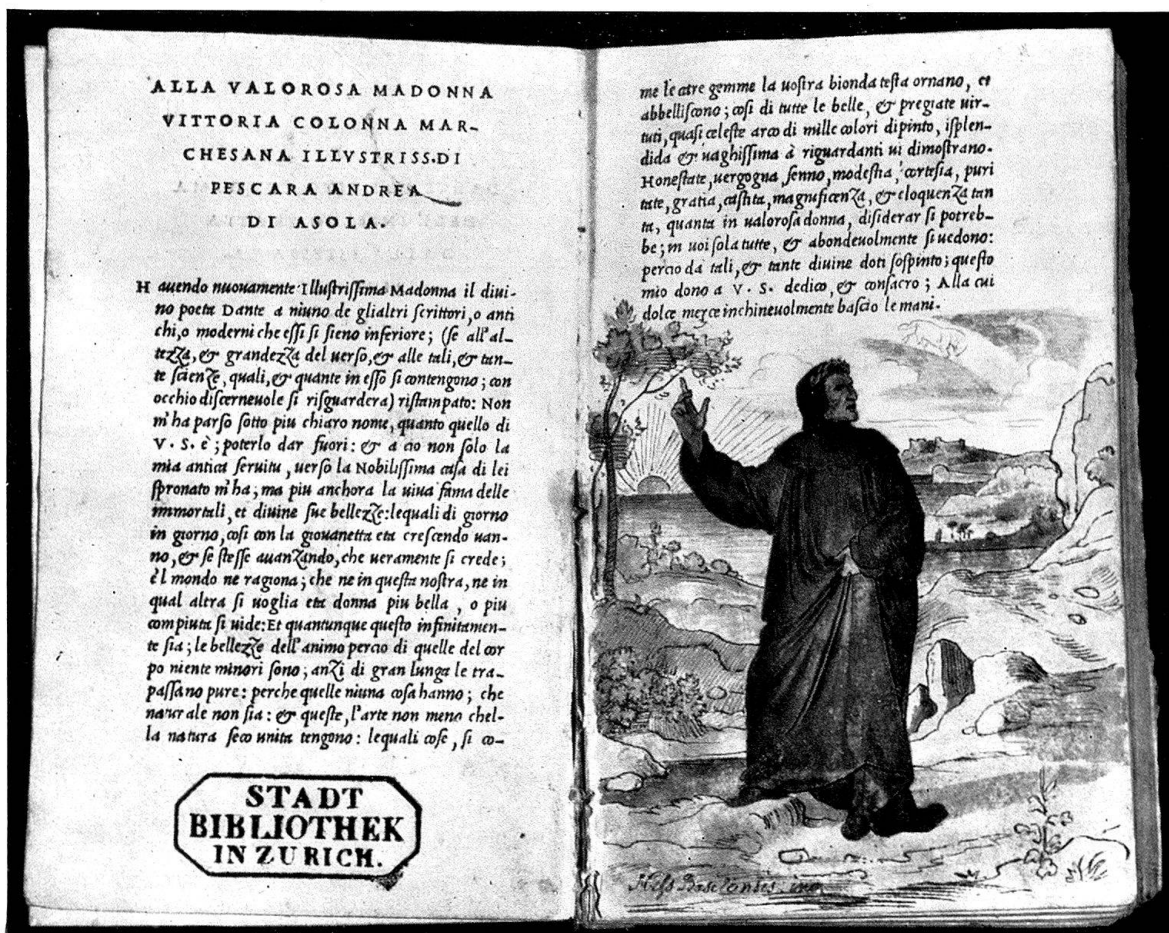 ALLA VALOROSA MADONNA
VITTORIA COLONNA MAR-
CHESANA ILLVSTRISS.DI
PESCARA ANDREA
DI ASOLA.
H auendo nuouamente Illustrissima Madonna il diui-
no poeta Dante a niuno de glialtri scrittori, o anti
chi, o moderni che essi si sieno inferiore; (se all'al-
tezza, & grandezza del uerso, & alle tali, & tan-
te scienze, quali, & quante in esso si contengono; con
occhio discerneuole si risguardera) ristampato: Non
m'ha parso sotto piu chiaro nome, quanto quello di
V. S. è; poterlo dar fuori: & a cio non solo la
mia antica seruitu, uerso la Nobilissima casa di lei
spronato m'ha; ma piu anchora la uiua fama delle
immortali, et diuine sue bellezze: lequali di giorno
in giorno, cosi con la giouanetta eta crescendo uan-
no, & se stesse auanzando, che ueramente si crede;
è'l mondo ne ragiona; che ne in questa nostra, ne in
qual altra si uoglia eta donna piu bella, o piu
compiuta si uide: Et quantunque questo infinitamen-
te sia; le bellezze dell'animo percio di quelle del cor
po niente minori sono; anzi di gran lunga le tra-
passano pure: perche quelle niuna cosa hanno; che
naturale non sia: & queste, l'arte non meno chel-
la natura seco unita tengono: lequali cose, si co-
STADT
BIBLIOTHEK
IN ZURICH.
me le gemme la uostra bionda testa ornano, et
abbelliscono; cosi di tutte le belle, & pregiate uir-
tuti, quasi celeste arco di mille colori dipinto, isplen-
dida & uaghissima à riguardanti ui dimostrano.
Honestate, uergogna, senno, modestia, cortesia, puri
tate, gratia, castita, magnificenza, & eloquenza tan
ta, quanta in ualorosa donna, disiderar si potreb-
be; in uoi sola tutte, & abondeuolmente si uedono:
percio da tali, & tante diuine doti sospinto; questo
mio dono a V. S. dedico, & consacro; Alla cui
dolce merce inchineuolmente bascio le mani.